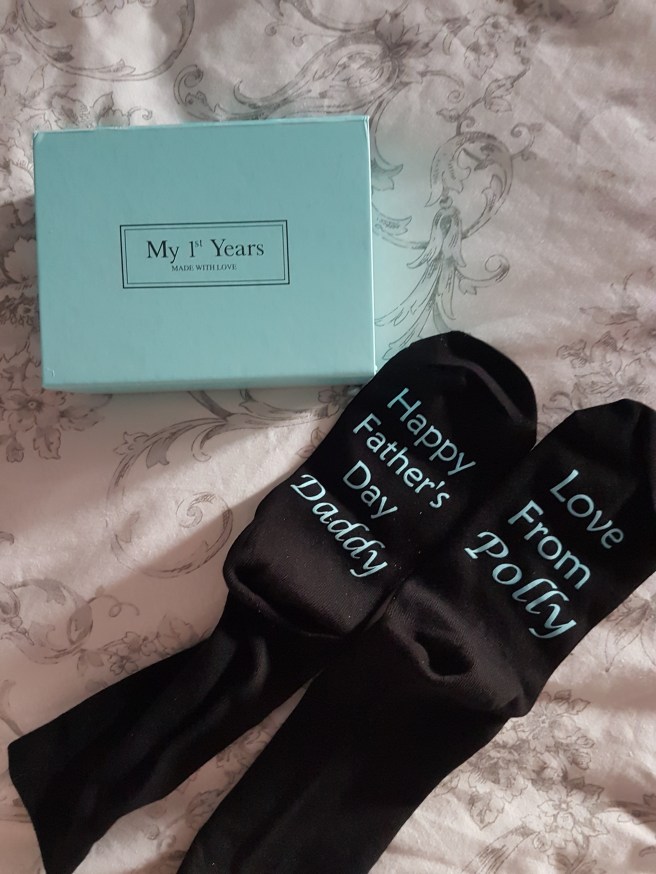 My 1st Years
MADE WITH LOVE
Happy
Father's
Day
Daddy
Love
From
Polly